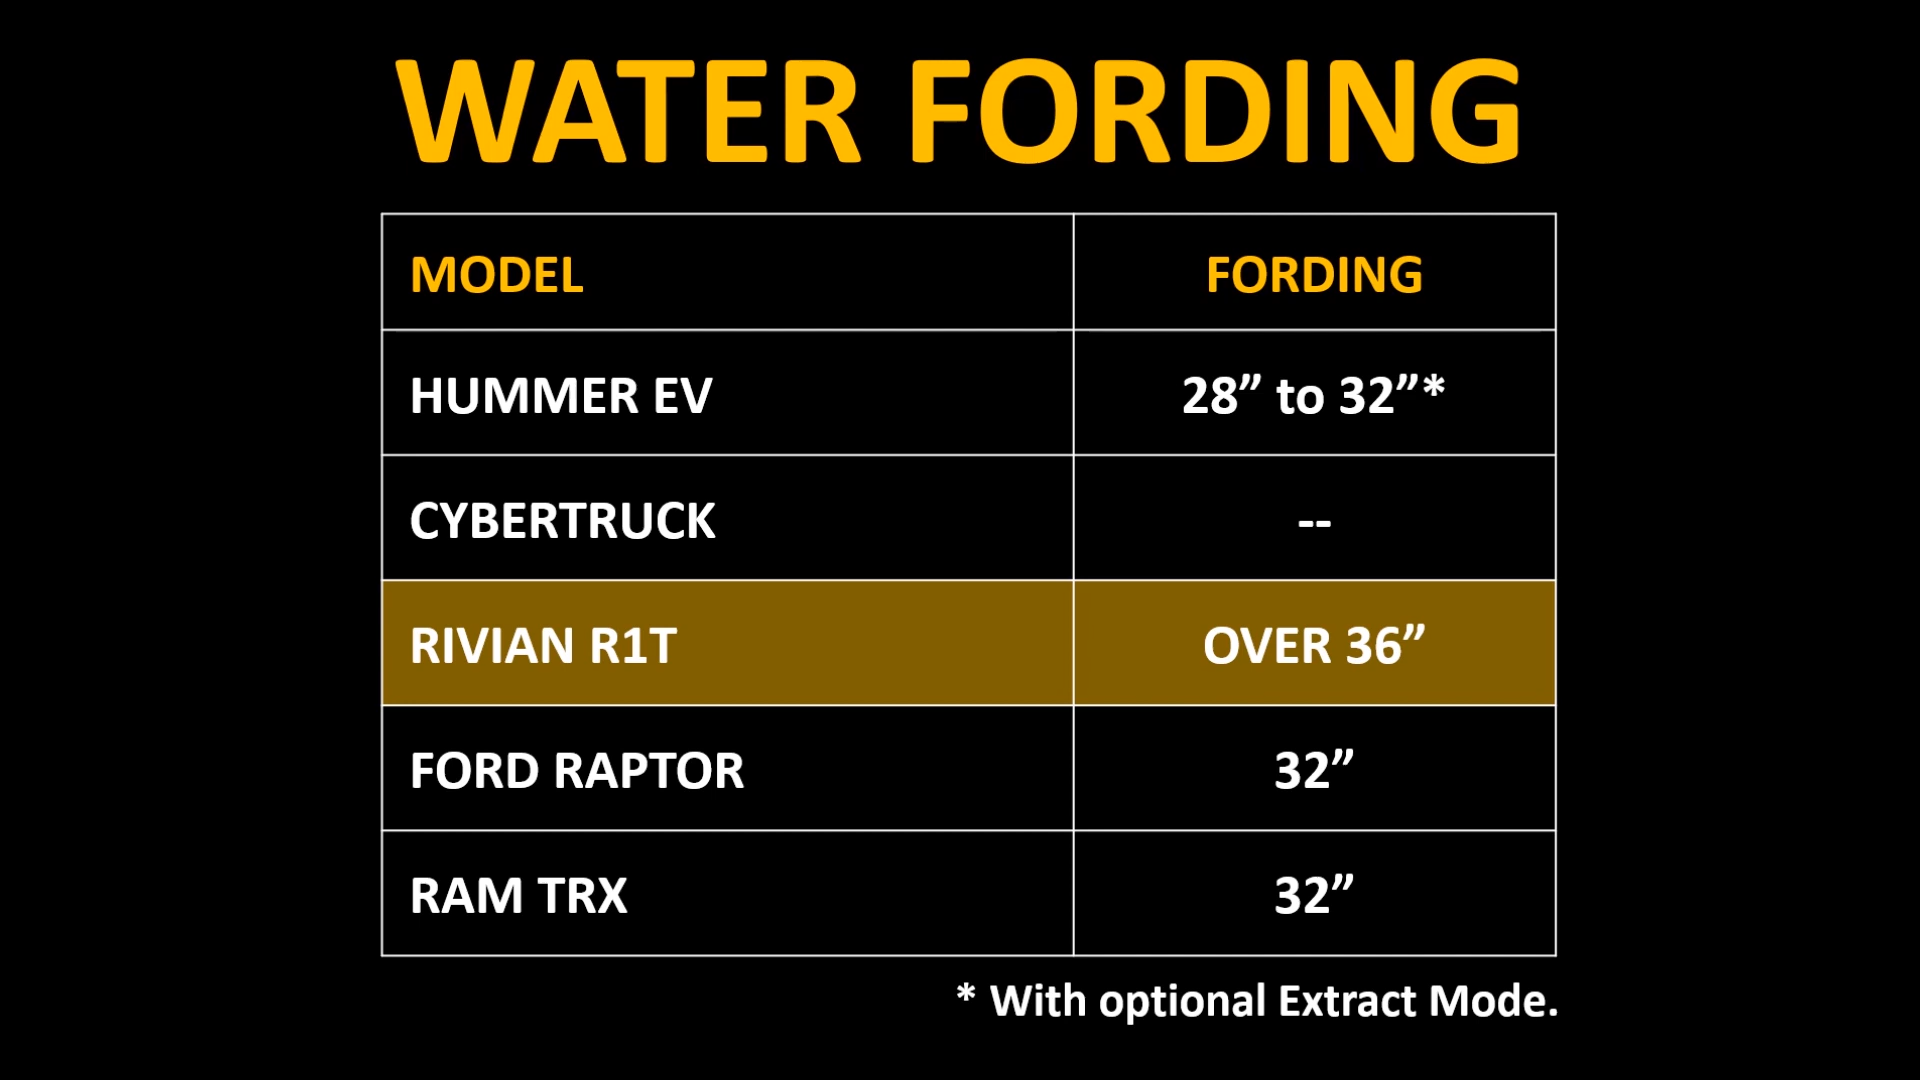 WATER FORDING
MODEL FORDING
HUMMER EV 28” to 32”*
CYBERTRUCK --
RIVIAN R1T OVER 36”
FORD RAPTOR 32”
RAM TRX 32”
* With optional Extract Mode.